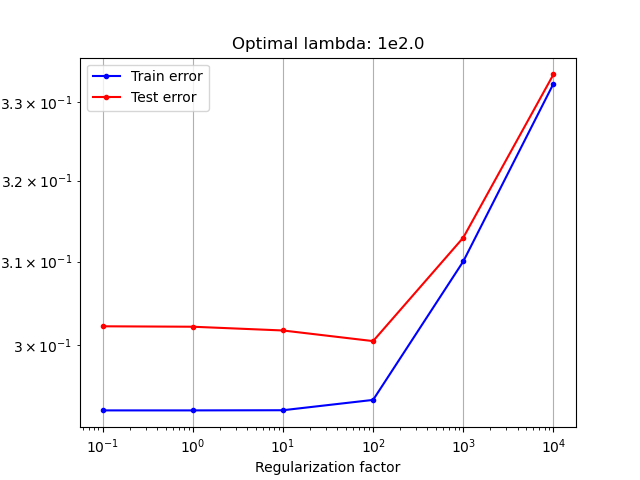 Optimal lambda: 1e2.0
Train error
Test error
3.3 × 10⁻¹
3.2 × 10⁻¹
3.1 × 10⁻¹
3 × 10⁻¹
10⁻¹ 10⁰ 10¹ 10² 10³ 10⁴
Regularization factor